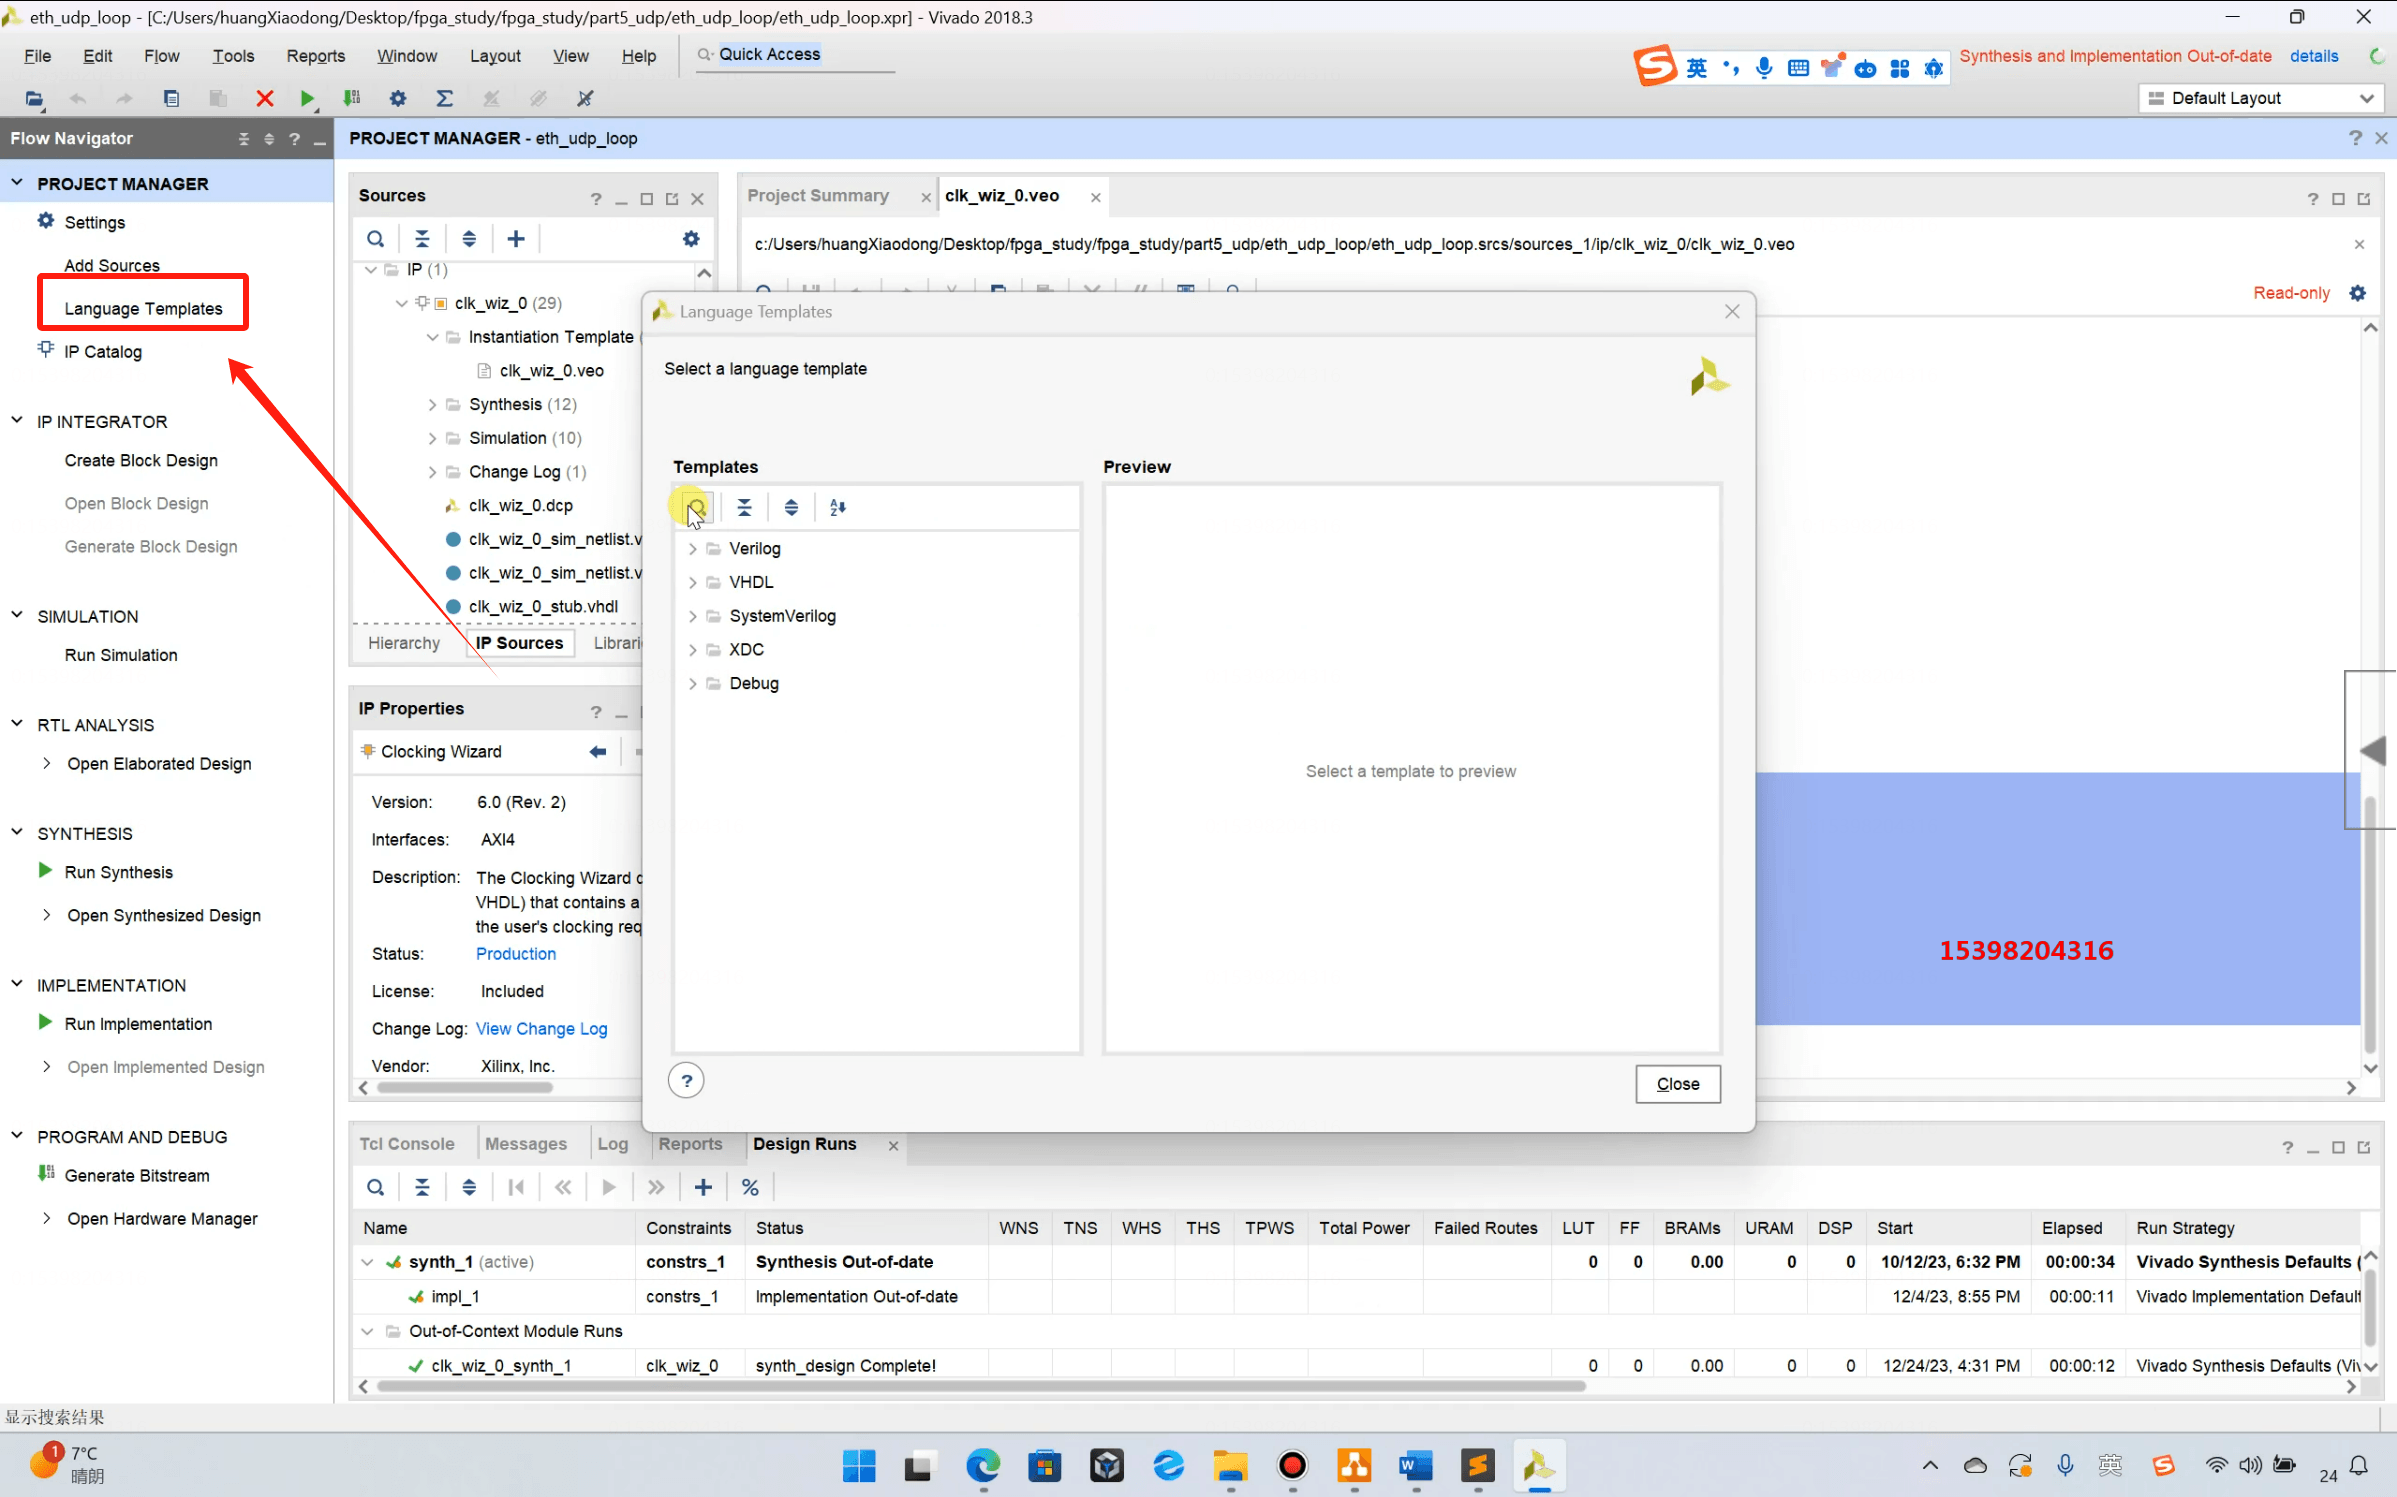 eth_udp_loop - [C:/Users/huangXiaodong/Desktop/fpga_study/fpga_study/part5_udp/eth_udp_loop/eth_udp_loop.xpr] - Vivado 2018.3
File Edit Flow Tools Reports Window Layout View Help Quick Access
英 Synthesis and Implementation Out-of-date details
Default Layout
Flow Navigator
PROJECT MANAGER - eth_udp_loop
PROJECT MANAGER
Settings
Add Sources
Language Templates
IP Catalog
IP INTEGRATOR
Create Block Design
Open Block Design
Generate Block Design
SIMULATION
Run Simulation
RTL ANALYSIS
Open Elaborated Design
SYNTHESIS
Run Synthesis
Open Synthesized Design
IMPLEMENTATION
Run Implementation
Open Implemented Design
PROGRAM AND DEBUG
Generate Bitstream
Open Hardware Manager
Sources
IP (1)
clk_wiz_0 (29)
Instantiation Template
clk_wiz_0.veo
Synthesis (12)
Simulation (10)
Change Log (1)
clk_wiz_0.dcp
clk_wiz_0_sim_netlist.v
clk_wiz_0_sim_netlist.v
clk_wiz_0_stub.vhdl
Hierarchy IP Sources Librari
IP Properties
Clocking Wizard
Version: 6.0 (Rev. 2)
Interfaces: AXI4
Description: The Clocking Wizard c
VHDL) that contains a
the user's clocking req
Status: Production
License: Included
Change Log: View Change Log
Vendor: Xilinx, Inc.
Project Summary clk_wiz_0.veo
c:/Users/huangXiaodong/Desktop/fpga_study/fpga_study/part5_udp/eth_udp_loop/eth_udp_loop.srcs/sources_1/ip/clk_wiz_0/clk_wiz_0.veo
Read-only
Language Templates
Select a language template
Templates
Verilog
VHDL
SystemVerilog
XDC
Debug
Preview
Select a template to preview
Close
15398204316
Tcl Console Messages Log Reports Design Runs
Name Constraints Status WNS TNS WHS THS TPWS Total Power Failed Routes LUT FF BRAMs URAM DSP Start Elapsed Run Strategy
synth_1 (active) constrs_1 Synthesis Out-of-date 0 0 0.00 0 0 10/12/23, 6:32 PM 00:00:34 Vivado Synthesis Defaults (
impl_1 constrs_1 Implementation Out-of-date 12/4/23, 8:55 PM 00:00:11 Vivado Implementation Default
Out-of-Context Module Runs
clk_wiz_0_synth_1 clk_wiz_0 synth_design Complete! 0 0 0.00 0 0 12/24/23, 4:31 PM 00:00:12 Vivado Synthesis Defaults (Viv
显示搜索结果
1 7°C
晴朗
英 24